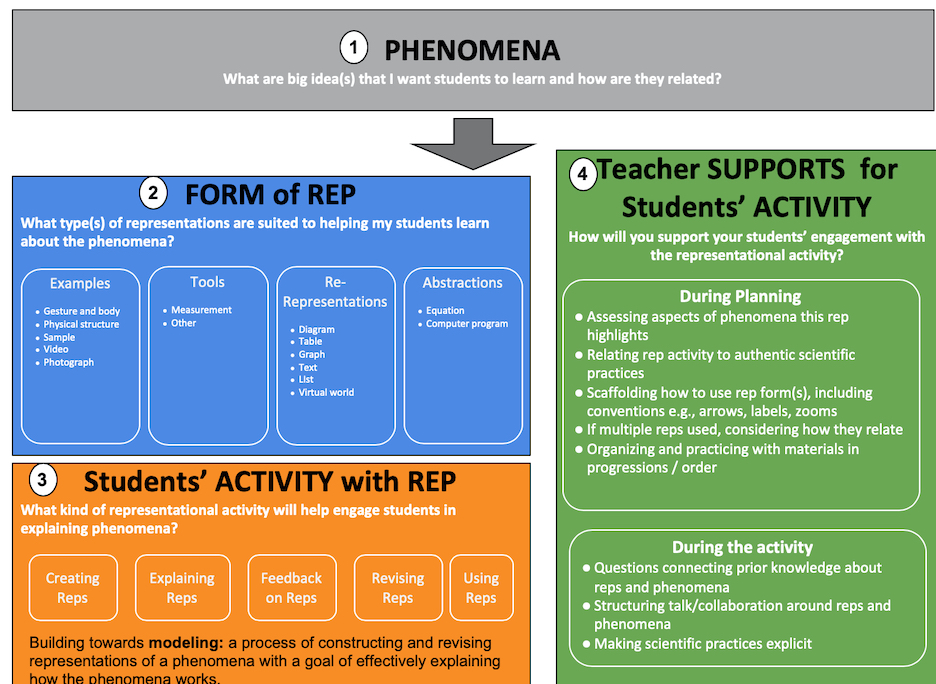 1 PHENOMENA
What are big idea(s) that I want students to learn and how are they related?
2 FORM of REP
What type(s) of representations are suited to helping my students learn
about the phenomena?
Examples
• Gesture and body
• Physical structure
• Sample
• Video
• Photograph
Tools
• Measurement
• Other
Re-
Representations
• Diagram
• Table
• Graph
• Text
• List
• Virtual world
Abstractions
• Equation
• Computer program
3 Students’ ACTIVITY with REP
What kind of representational activity will help engage students in
explaining phenomena?
Creating
Reps
Explaining
Reps
Feedback
on Reps
Revising
Reps
Using
Reps
Building towards modeling: a process of constructing and revising
representations of a phenomena with a goal of effectively explaining
how the phenomena works.
4 Teacher SUPPORTS for
Students’ ACTIVITY
How will you support your students’ engagement with
the representational activity?
During Planning
● Assessing aspects of phenomena this rep
highlights
● Relating rep activity to authentic scientific
practices
● Scaffolding how to use rep form(s), including
conventions e.g., arrows, labels, zooms
● If multiple reps used, considering how they relate
● Organizing and practicing with materials in
progressions / order
During the activity
● Questions connecting prior knowledge about
reps and phenomena
● Structuring talk/collaboration around reps and
phenomena
● Making scientific practices explicit